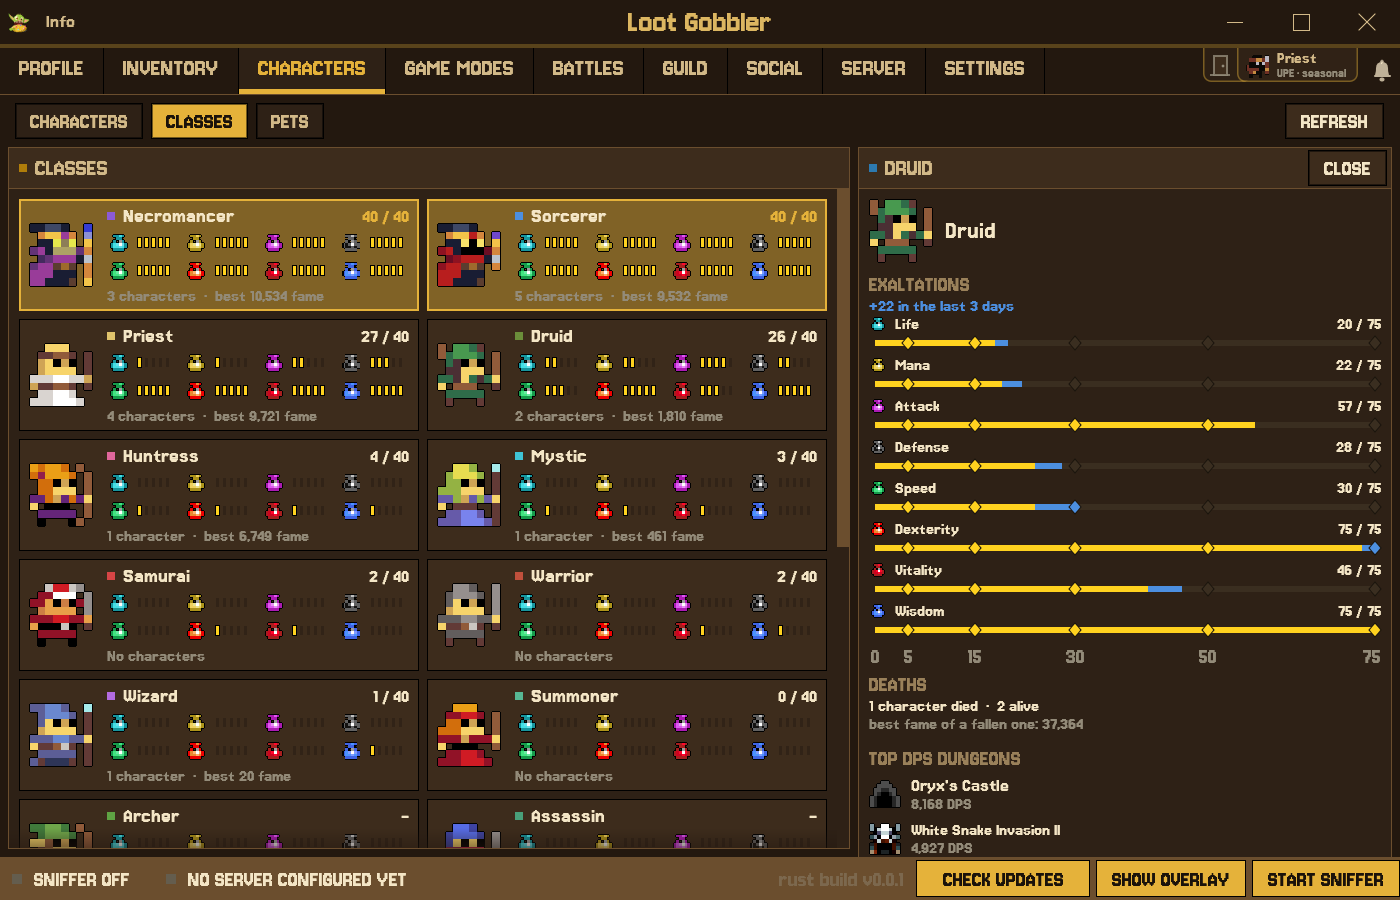 Info
Loot Gobbler
PROFILE
INVENTORY
CHARACTERS
GAME MODES
BATTLES
GUILD
SOCIAL
SERVER
SETTINGS
Priest
UPE · seasonal
CHARACTERS
CLASSES
PETS
REFRESH
CLASSES
Necromancer 40 / 40
3 characters · best 10,534 fame
Sorcerer 40 / 40
5 characters · best 9,532 fame
Priest 27 / 40
4 characters · best 9,721 fame
Druid 26 / 40
2 characters · best 1,810 fame
Huntress 4 / 40
1 character · best 6,749 fame
Mystic 3 / 40
1 character · best 461 fame
Samurai 2 / 40
No characters
Warrior 2 / 40
No characters
Wizard 1 / 40
1 character · best 20 fame
Summoner 0 / 40
No characters
Archer –
Assassin –
DRUID
CLOSE
Druid
EXALTATIONS
+22 in the last 3 days
Life 20 / 75
Mana 22 / 75
Attack 57 / 75
Defense 28 / 75
Speed 30 / 75
Dexterity 75 / 75
Vitality 46 / 75
Wisdom 75 / 75
0 5 15 30 50 75
DEATHS
1 character died · 2 alive
best fame of a fallen one: 37,364
TOP DPS DUNGEONS
Oryx's Castle
8,168 DPS
White Snake Invasion II
4,927 DPS
SNIFFER OFF
NO SERVER CONFIGURED YET
rust build v0.0.1
CHECK UPDATES
SHOW OVERLAY
START SNIFFER